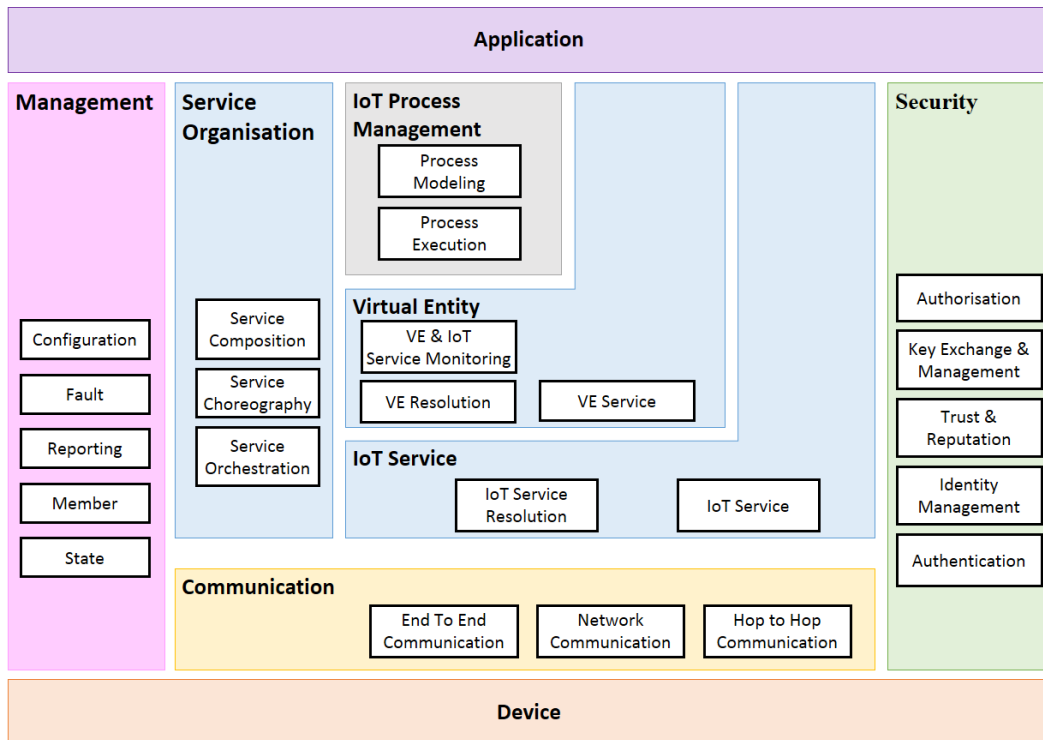 Application
Management
Configuration
Fault
Reporting
Member
State
Service
Organisation
Service
Composition
Service
Choreography
Service
Orchestration
IoT Process
Management
Process
Modeling
Process
Execution
Virtual Entity
VE & IoT
Service Monitoring
VE Resolution
VE Service
IoT Service
IoT Service
Resolution
IoT Service
Communication
End To End
Communication
Network
Communication
Hop to Hop
Communication
Security
Authorisation
Key Exchange &
Management
Trust &
Reputation
Identity
Management
Authentication
Device